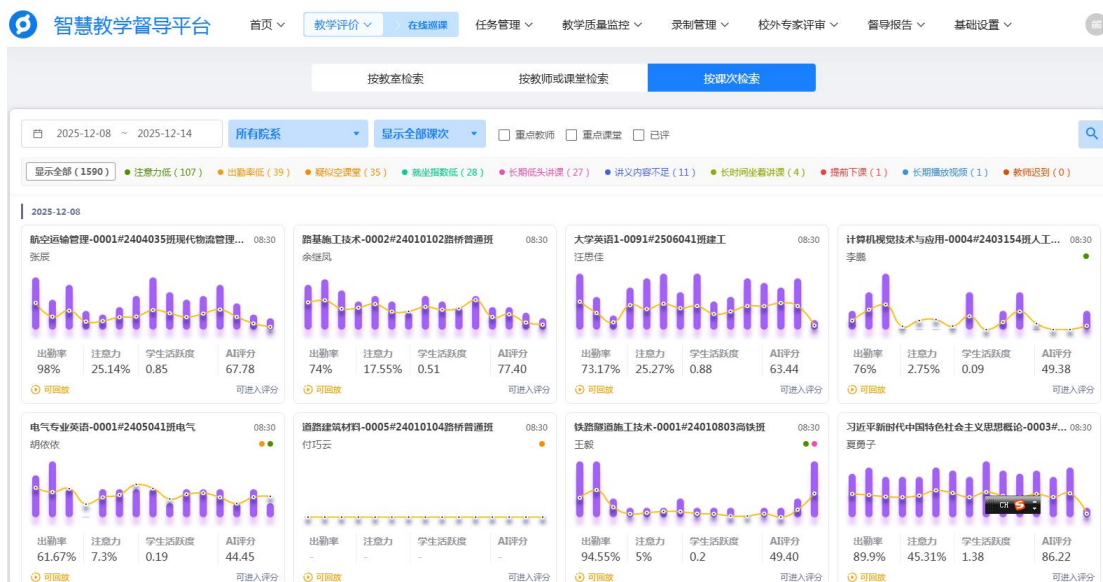 智慧教学督导平台 首页 教学评价 在线巡课 任务管理 教学质量监控 录制管理 校外专家评审 督导报告 基础设置
按教室检索 按教师或课堂检索 按课次检索
2025-12-08 ~ 2025-12-14 所有院系 显示全部课次 重点教师 重点课堂 已评
显示全部(1590) 注意力低(107) 出勤率低(39) 疑似空课堂(35) 就坐指数低(28) 长期低头讲课(27) 讲义内容不足(11) 长时间坐着讲课(4) 提前下课(1) 长期播放视频(1) 教师迟到(0)
2025-12-08
航空运输管理-0001#2404035班现代物流管理... 08:30
张辰
出勤率 注意力 学生活跃度 AI评分
98% 25.14% 0.85 67.78
可回放 可进入评分
路基施工技术-0002#24010102路桥普通班 08:30
余继凤
出勤率 注意力 学生活跃度 AI评分
74% 17.55% 0.51 77.40
可回放 可进入评分
大学英语1-0091#2506041班建工 08:30
汪思佳
出勤率 注意力 学生活跃度 AI评分
73.17% 25.27% 0.88 63.44
可回放 可进入评分
计算机视觉技术与应用-0004#2403154班人工... 08:30
李鹏
出勤率 注意力 学生活跃度 AI评分
76% 2.75% 0.09 49.38
可回放 可进入评分
电气专业英语-0001#2405041班电气 08:30
胡依依
出勤率 注意力 学生活跃度 AI评分
61.67% 7.3% 0.19 44.45
可回放 可进入评分
道路建筑材料-0005#24010104路桥普通班 08:30
付巧云
出勤率 注意力 学生活跃度 AI评分
- - - -
可回放 可进入评分
铁路隧道施工技术-0001#24010803高铁班 08:30
王毅
出勤率 注意力 学生活跃度 AI评分
94.55% 5% 0.2 49.40
可回放 可进入评分
习近平新时代中国特色社会主义思想概论-0003#... 08:30
夏勇子
CH
出勤率 注意力 学生活跃度 AI评分
89.9% 45.31% 1.38 86.22
可回放 可进入评分